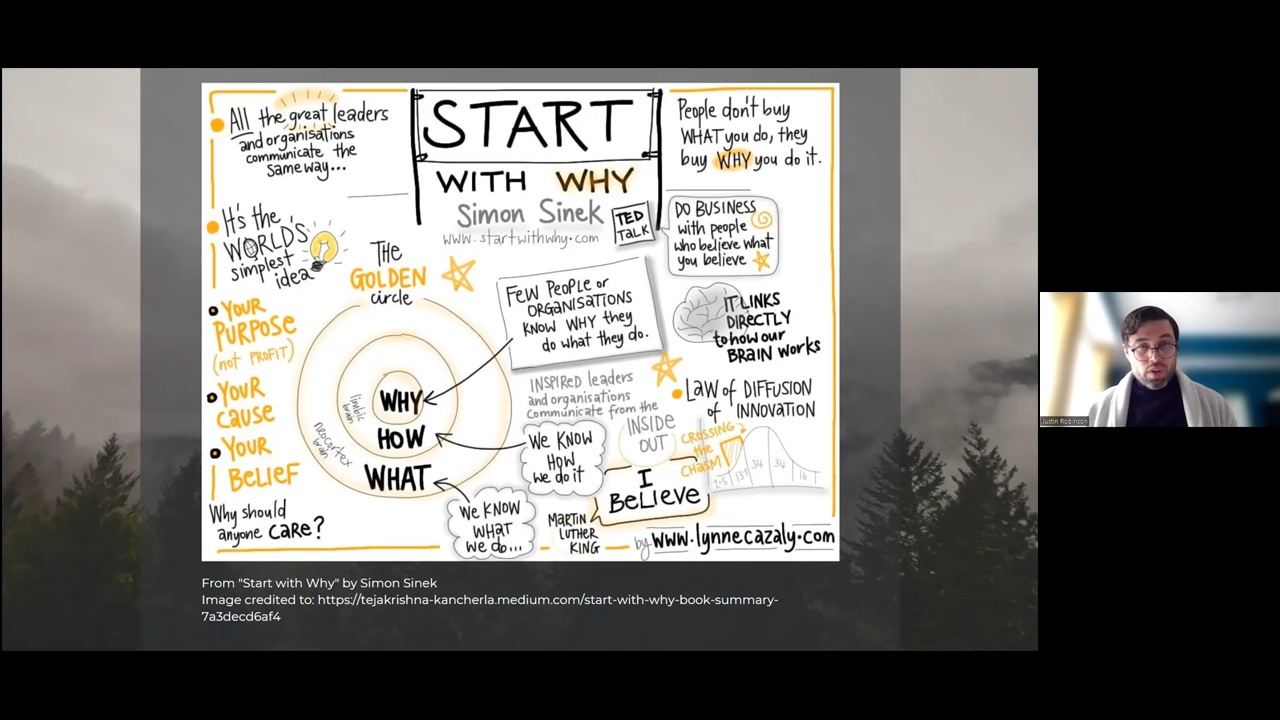 All the great leaders
and organisations
communicate the
same way...
START
WITH WHY
Simon Sinek
www.startwithwhy.com
TED
TALK
People don't buy
WHAT you do, they
buy WHY you do it.
DO BUSINESS
with people
who believe what
you believe
It's the
WORLD'S
simplest
idea
THE
GOLDEN
circle
FEW PEOPLE or
ORGANISATIONS
KNOW WHY they
do what they do.
IT LINKS
DIRECTLY
to how our
BRAIN WORKS
YOUR
PURPOSE
(not PROFIT)
YOUR
CAUSE
YOUR
BELIEF
Why should
anyone CARE?
WHY
HOW
WHAT
limbic
brain
neocortex
brain
INSPIRED leaders
and organisations
Communicate from the
INSIDE
OUT
LAW of DIFFUSION
of INNOVATION
CROSSING
the
CHASM
2.5 13.5 34 34 16
We KNOW
HOW
we do it
We KNOW
WHAT
we do...
I
BELIEVE
MARTIN
LUTHER
KING
by www.lynnecazaly.com
From "Start with Why" by Simon Sinek
Image credited to: https://tejakrishna-kancherla.medium.com/start-with-why-book-summary-
7a3decd6af4
Justin Robinson